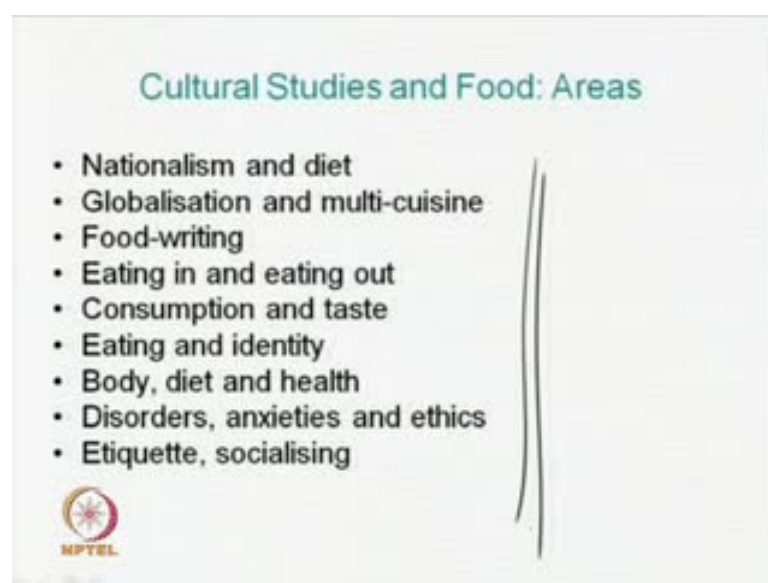 Cultural Studies and Food: Areas
• Nationalism and diet
• Globalisation and multi-cuisine
• Food-writing
• Eating in and eating out
• Consumption and taste
• Eating and identity
• Body, diet and health
• Disorders, anxieties and ethics
• Etiquette, socialising
NPTEL